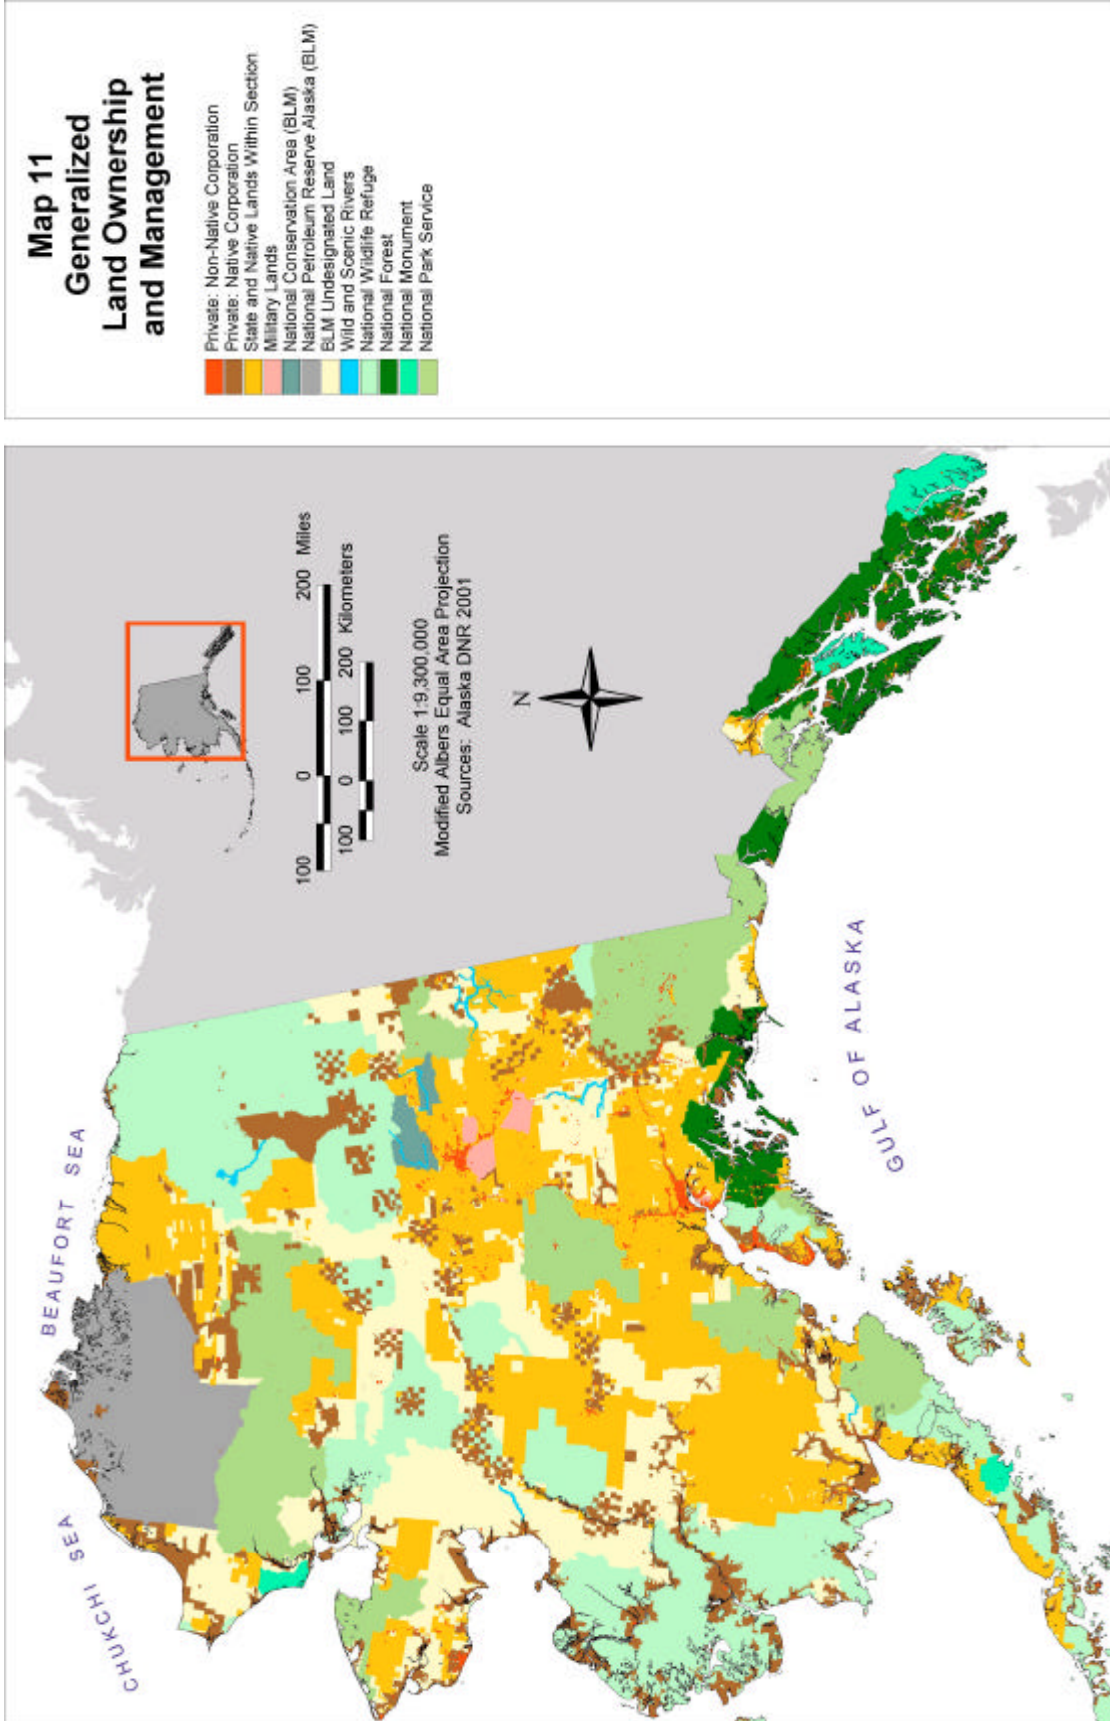 Map 11
Generalized
Land Ownership
and Management
Private: Non-Native Corporation
Private: Native Corporation
State and Native Lands Within Section
Military Lands
National Conservation Area (BLM)
National Petroleum Reserve Alaska (BLM)
BLM Undesignated Land
Wild and Scenic Rivers
National Wildlife Refuge
National Forest
National Monument
National Park Service
BEAUFORT SEA
CHUKCHI SEA
GULF OF ALASKA
100 0 100 200 Miles
100 0 100 200 Kilometers
Scale 1:9,300,000
Modified Albers Equal Area Projection
Sources: Alaska DNR 2001
N